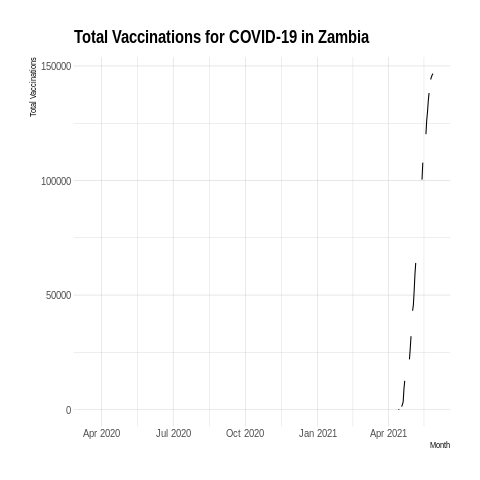 Total Vaccinations for COVID-19 in Zambia
Total Vaccinations
150000
100000
50000
0
Apr 2020 Jul 2020 Oct 2020 Jan 2021 Apr 2021
Month